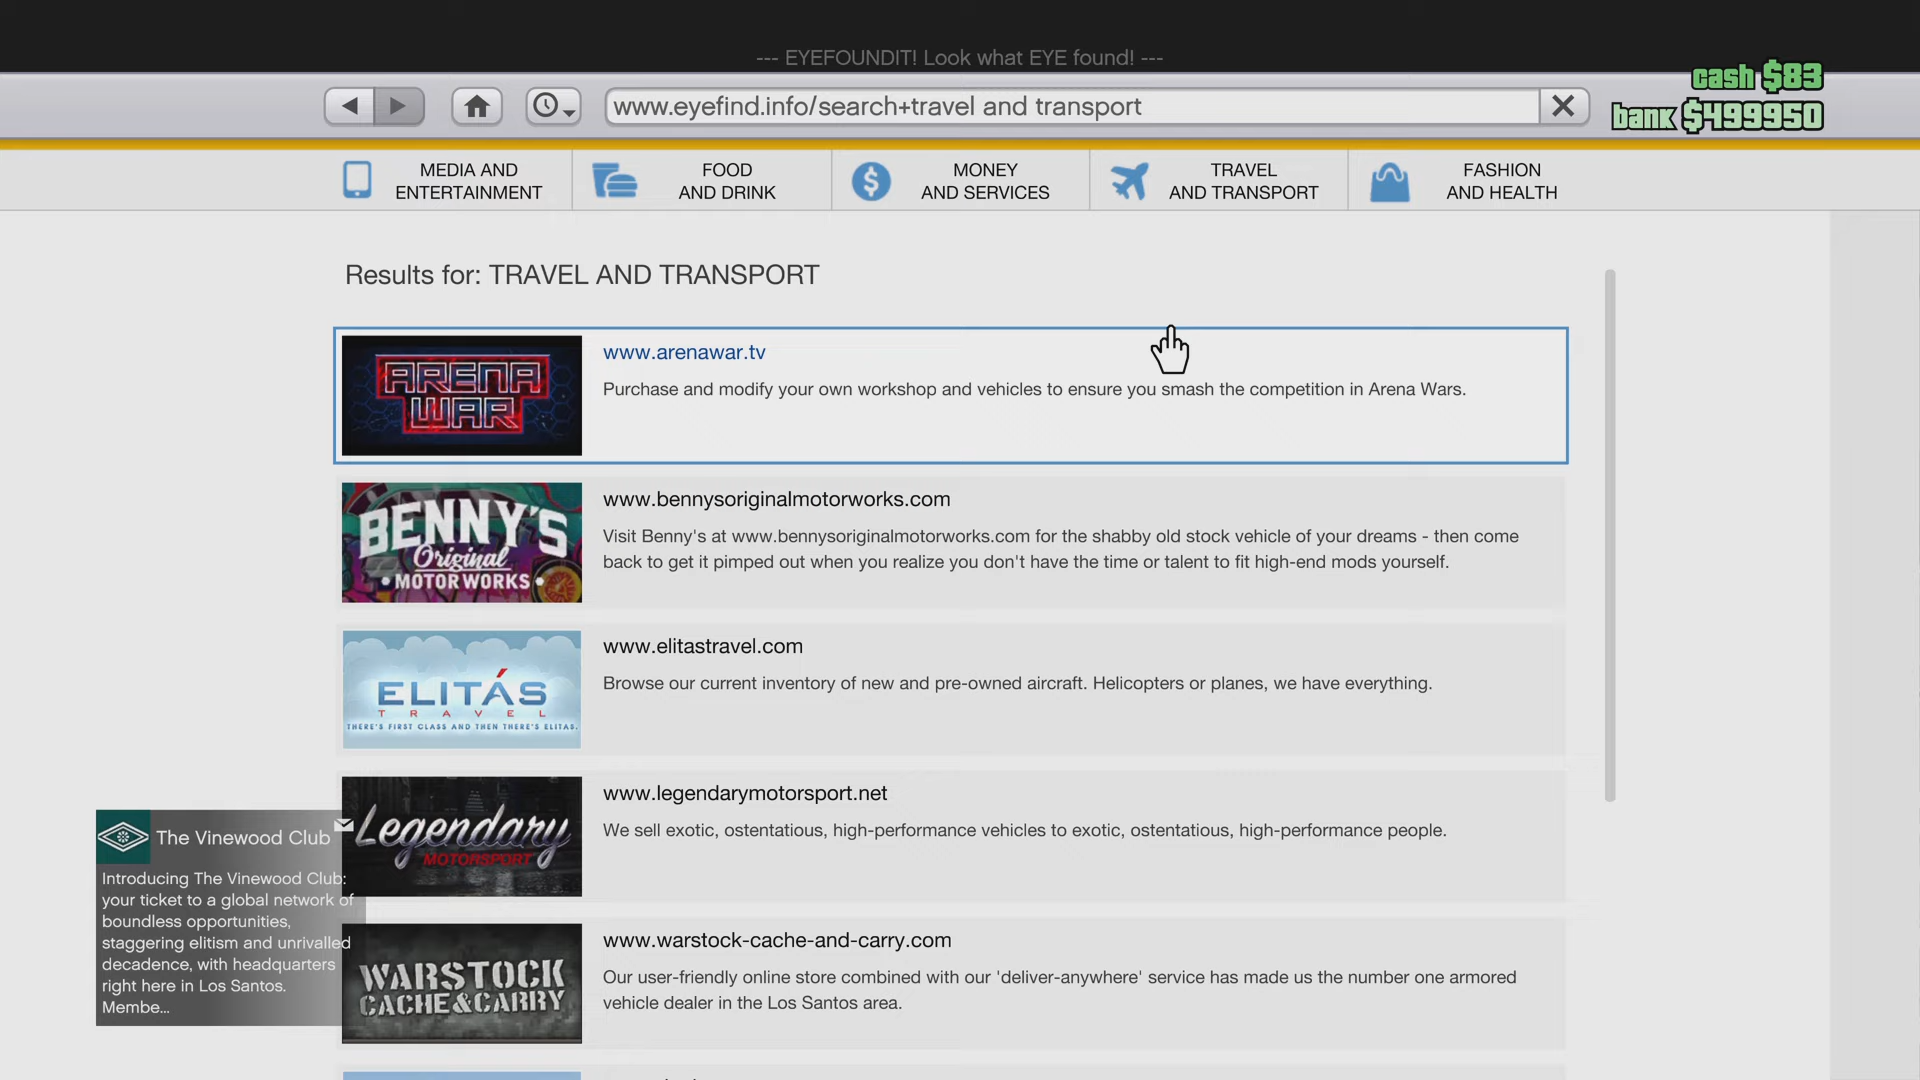 --- EYEFOUNDIT! Look what EYE found! ---
cash $83
www.eyefind.info/search+travel and transport
bank $499950
MEDIA AND
ENTERTAINMENT
FOOD
AND DRINK
MONEY
AND SERVICES
TRAVEL
AND TRANSPORT
FASHION
AND HEALTH
Results for: TRAVEL AND TRANSPORT
ARENA
WAR
www.arenawar.tv
Purchase and modify your own workshop and vehicles to ensure you smash the competition in Arena Wars.
BENNY'S
Original
MOTOR WORKS
www.bennysoriginalmotorworks.com
Visit Benny's at www.bennysoriginalmotorworks.com for the shabby old stock vehicle of your dreams - then come
back to get it pimped out when you realize you don't have the time or talent to fit high-end mods yourself.
ELITÁS
TRAVEL
THERE'S FIRST CLASS AND THEN THERE'S ELITAS.
www.elitastravel.com
Browse our current inventory of new and pre-owned aircraft. Helicopters or planes, we have everything.
Legendary
MOTORSPORT
www.legendarymotorsport.net
We sell exotic, ostentatious, high-performance vehicles to exotic, ostentatious, high-performance people.
The Vinewood Club
Introducing The Vinewood Club:
your ticket to a global network of
boundless opportunities,
staggering elitism and unrivalled
decadence, with headquarters
right here in Los Santos.
Membe...
WARSTOCK
CACHE&CARRY
www.warstock-cache-and-carry.com
Our user-friendly online store combined with our 'deliver-anywhere' service has made us the number one armored
vehicle dealer in the Los Santos area.